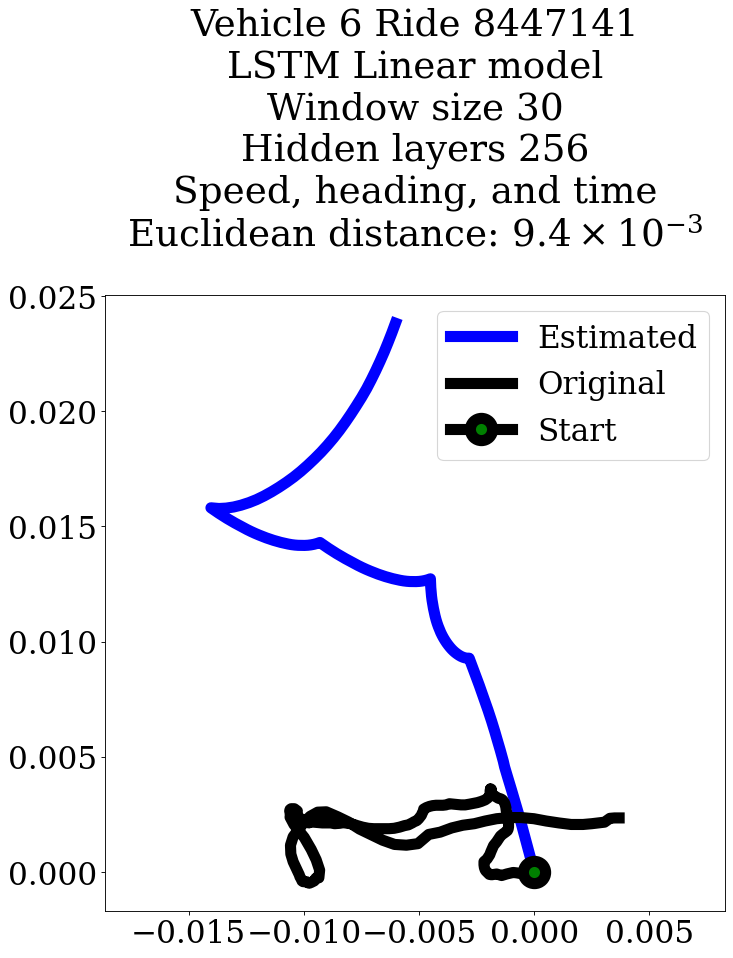 Vehicle 6 Ride 8447141
LSTM Linear model
Window size 30
Hidden layers 256
Speed, heading, and time
Euclidean distance: 9.4 × 10⁻³
0.025
0.020
0.015
0.010
0.005
0.000
Estimated
Original
Start
−0.015 −0.010 −0.005 0.000 0.005